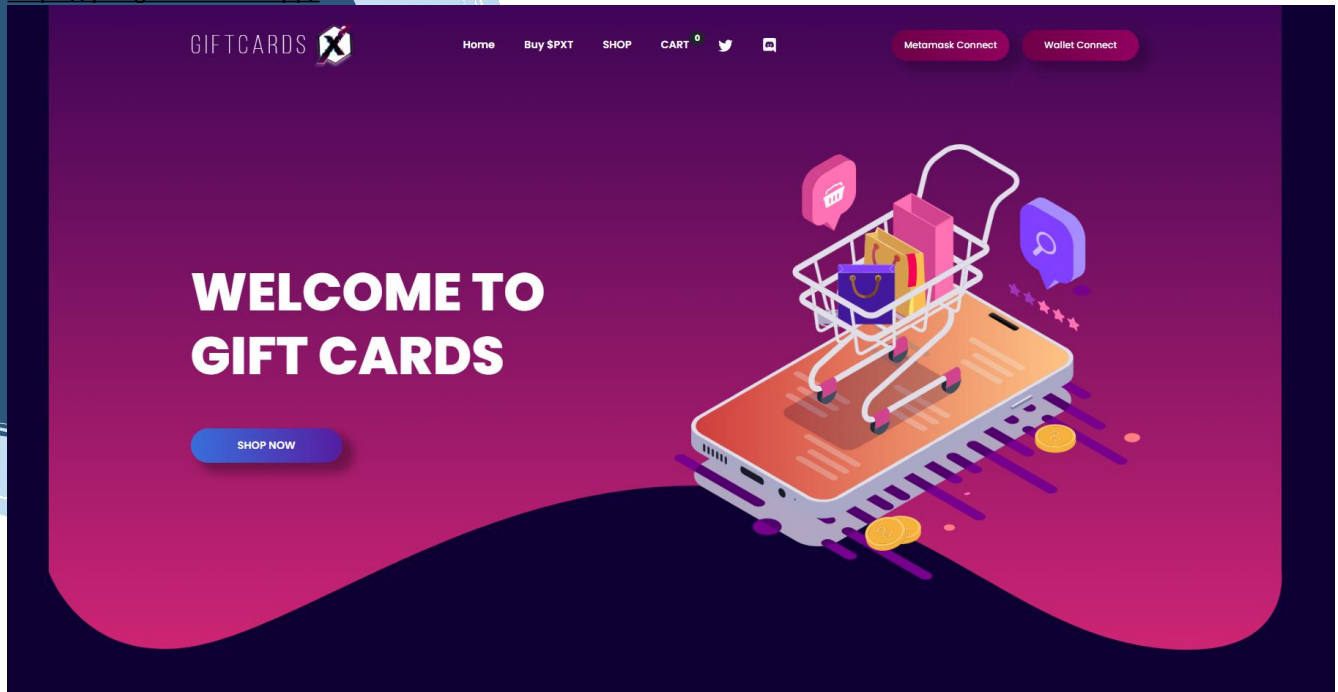 GIFTCARDS X
Home Buy $PXT SHOP CART 0
Metamask Connect Wallet Connect
WELCOME TO
GIFT CARDS
SHOP NOW